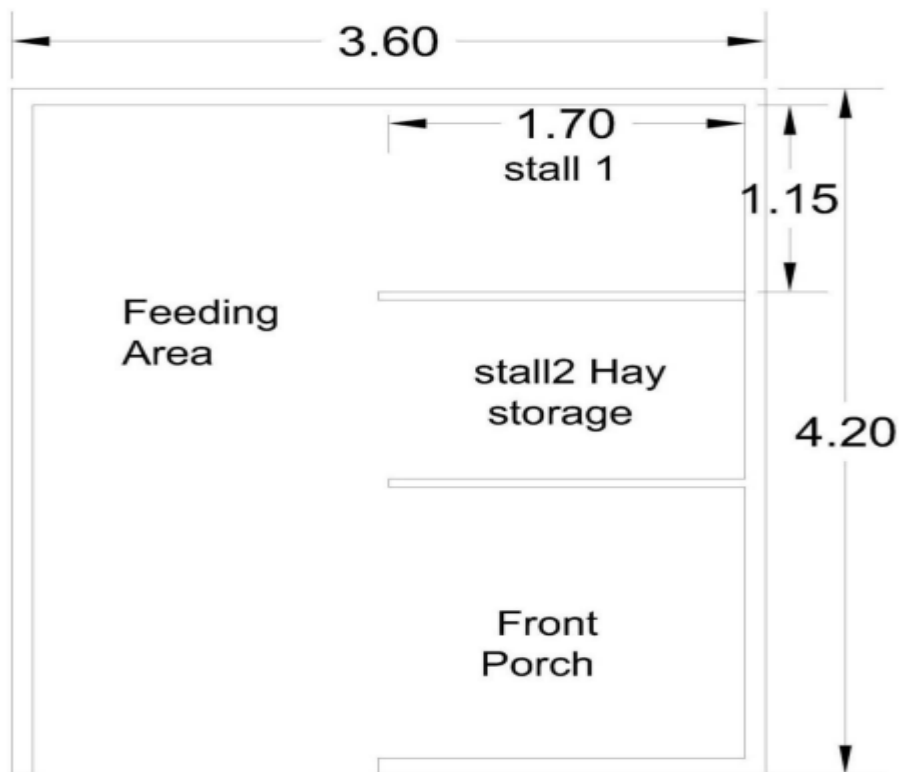 3.60
1.70
stall 1
1.15
Feeding
Area
stall2 Hay
storage
4.20
Front
Porch